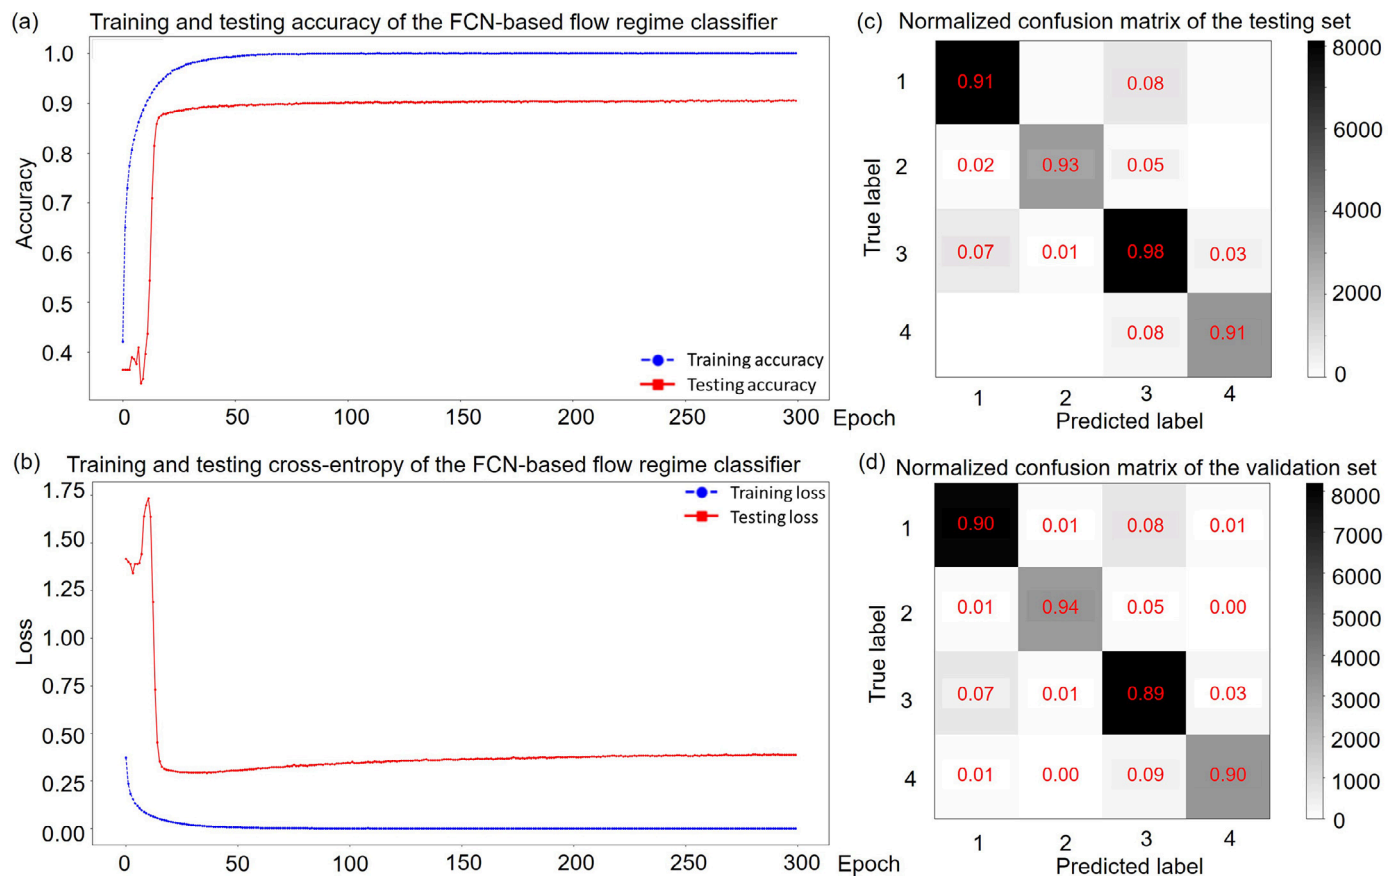 (a) Training and testing accuracy of the FCN-based flow regime classifier
1.0
0.9
0.8
0.7
0.6
0.5
0.4
Accuracy
Training accuracy
Testing accuracy
0 50 100 150 200 250 300 Epoch
(b) Training and testing cross-entropy of the FCN-based flow regime classifier
1.75
1.50
1.25
1.00
0.75
0.50
0.25
0.00
Loss
Training loss
Testing loss
0 50 100 150 200 250 300 Epoch
(c) Normalized confusion matrix of the testing set
True label
1 0.91 0.08
2 0.02 0.93 0.05
3 0.07 0.01 0.98 0.03
4 0.08 0.91
1 2 3 4
Predicted label
8000
6000
4000
2000
0
(d) Normalized confusion matrix of the validation set
True label
1 0.90 0.01 0.08 0.01
2 0.01 0.94 0.05 0.00
3 0.07 0.01 0.89 0.03
4 0.01 0.00 0.09 0.90
1 2 3 4
Predicted label
8000
7000
6000
5000
4000
3000
2000
1000
0